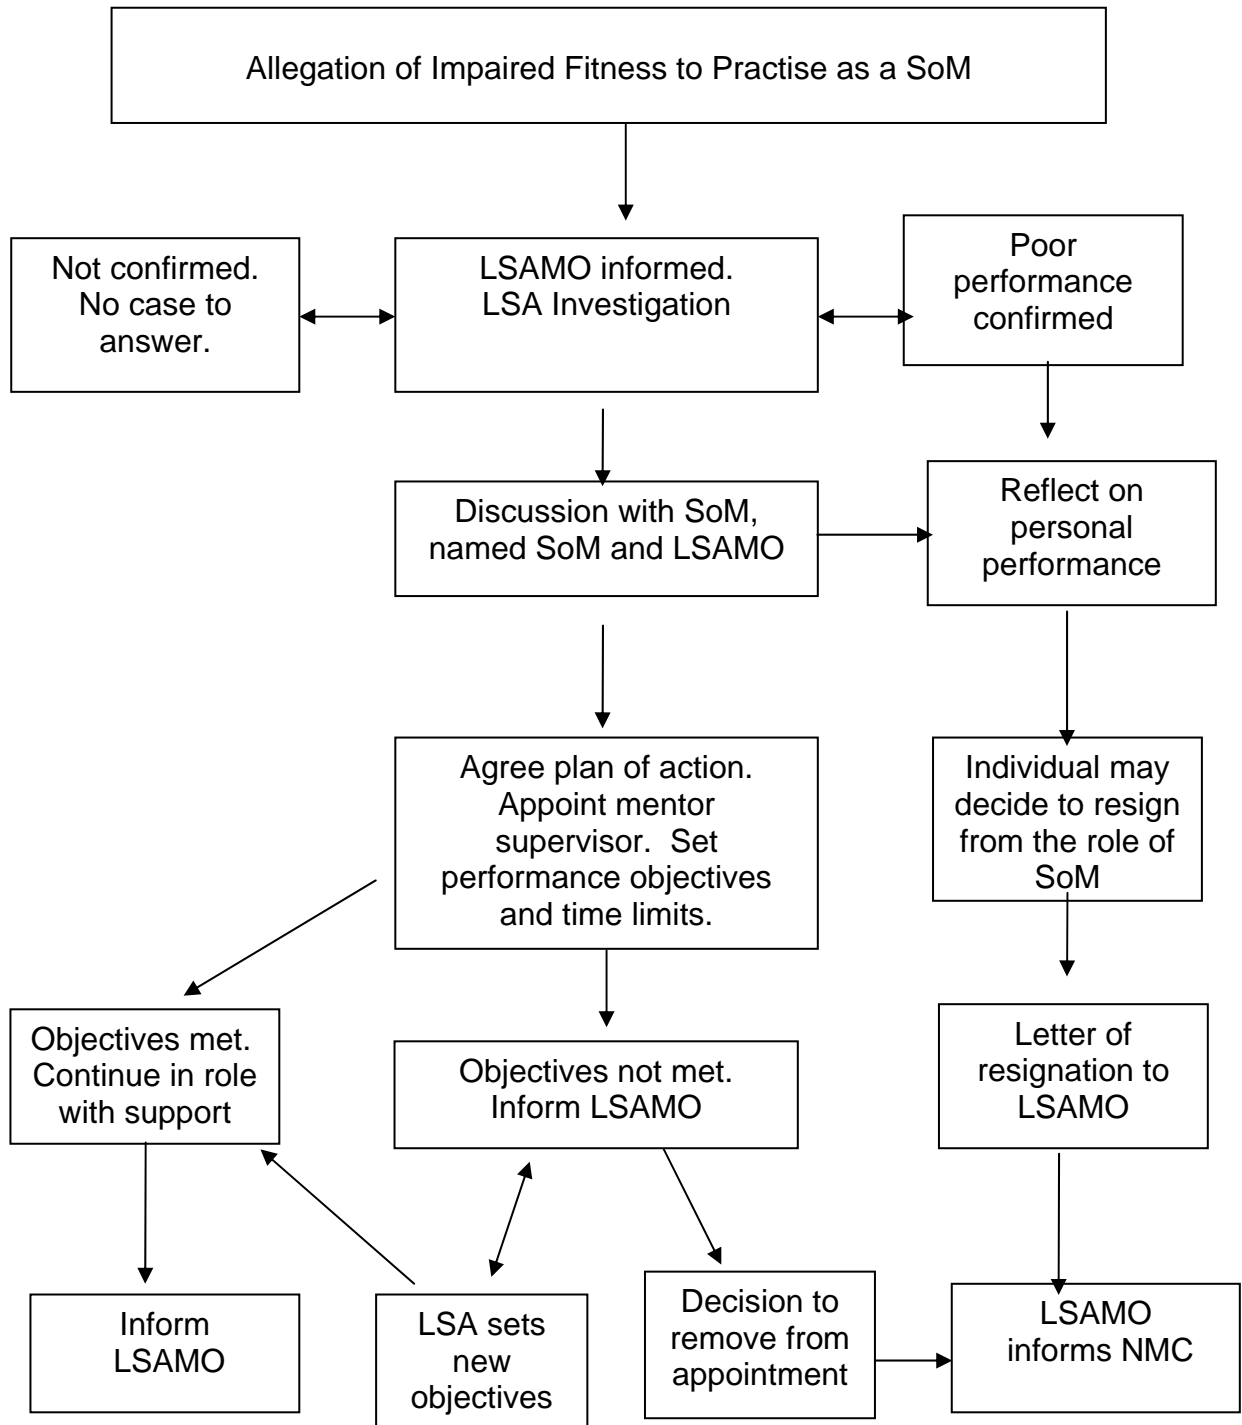 Allegation of Impaired Fitness to Practise as a SoM
Not confirmed.
No case to
answer.
LSAMO informed.
LSA Investigation
Poor
performance
confirmed
Discussion with SoM,
named SoM and LSAMO
Reflect on
personal
performance
Agree plan of action.
Appoint mentor
supervisor. Set
performance objectives
and time limits.
Individual may
decide to resign
from the role of
SoM
Objectives met.
Continue in role
with support
Objectives not met.
Inform LSAMO
Letter of
resignation to
LSAMO
Inform
LSAMO
LSA sets
new
objectives
Decision to
remove from
appointment
LSAMO
informs NMC